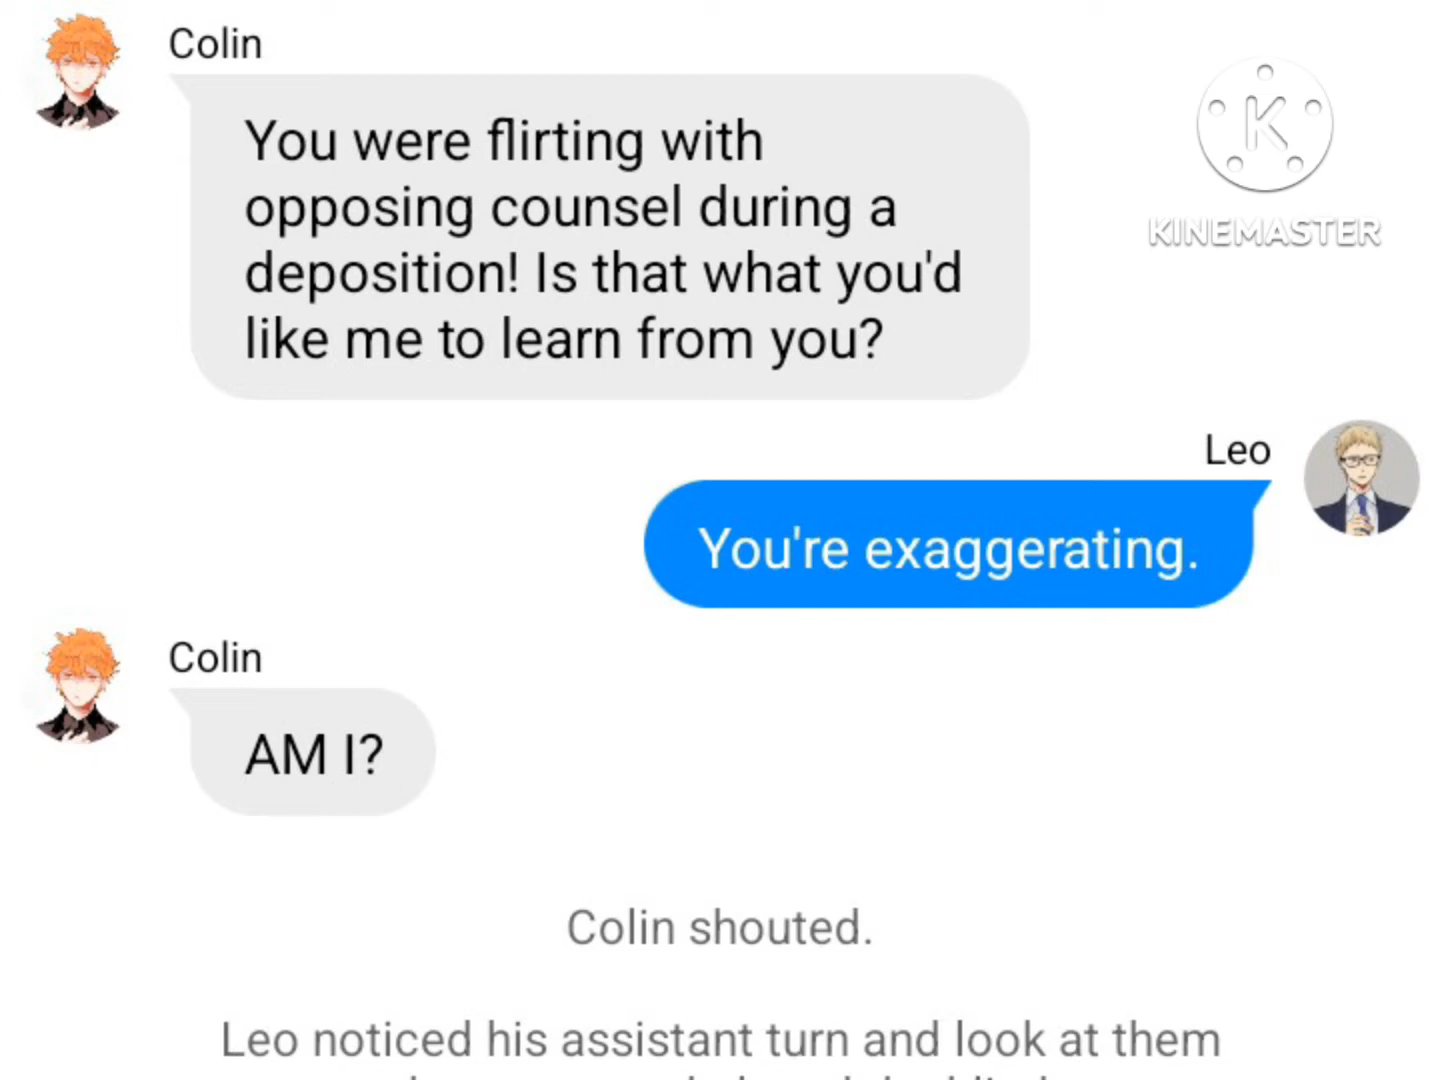 Colin
You were flirting with
opposing counsel during a
deposition! Is that what you'd
like me to learn from you?
KINEMASTER
Leo
You're exaggerating.
Colin
AM I?
Colin shouted.
Leo noticed his assistant turn and look at them